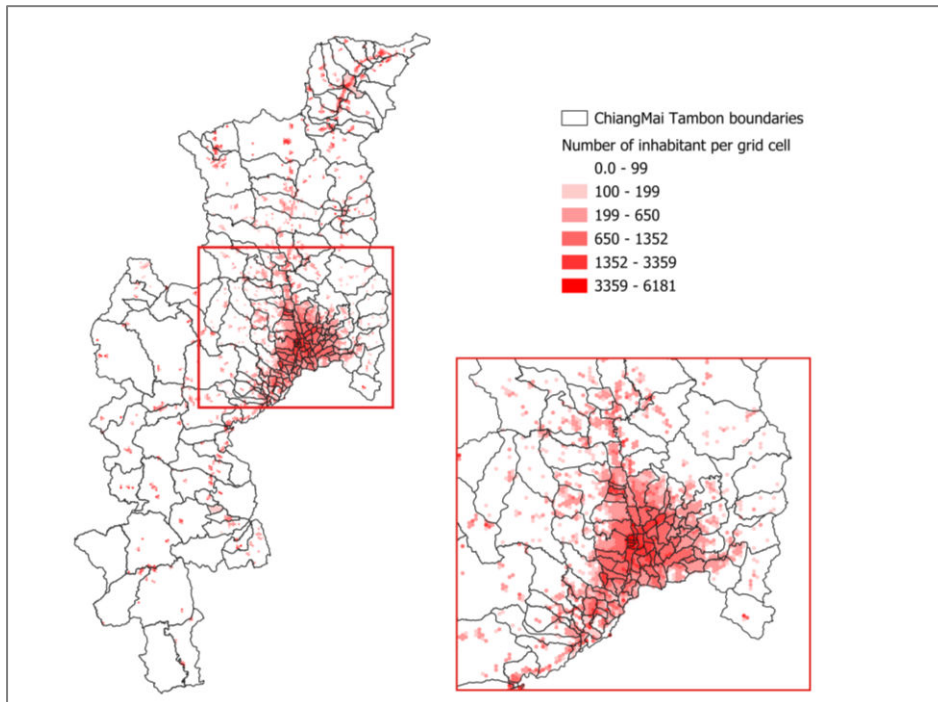 ChiangMai Tambon boundaries
Number of inhabitant per grid cell
0.0 - 99
100 - 199
199 - 650
650 - 1352
1352 - 3359
3359 - 6181